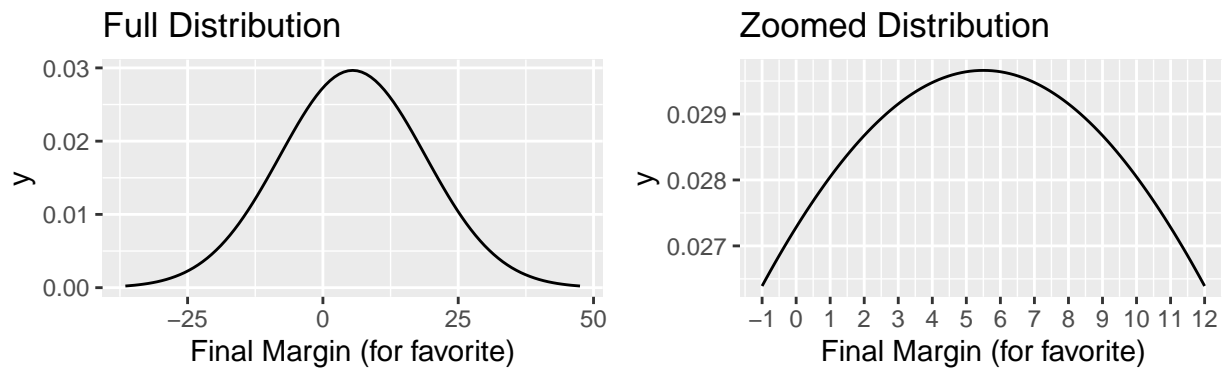 Full Distribution
0.03
0.02
0.01
0.00
y
−25 0 25 50
Final Margin (for favorite)
Zoomed Distribution
0.029
0.028
0.027
y
−1 0 1 2 3 4 5 6 7 8 9 10 11 12
Final Margin (for favorite)